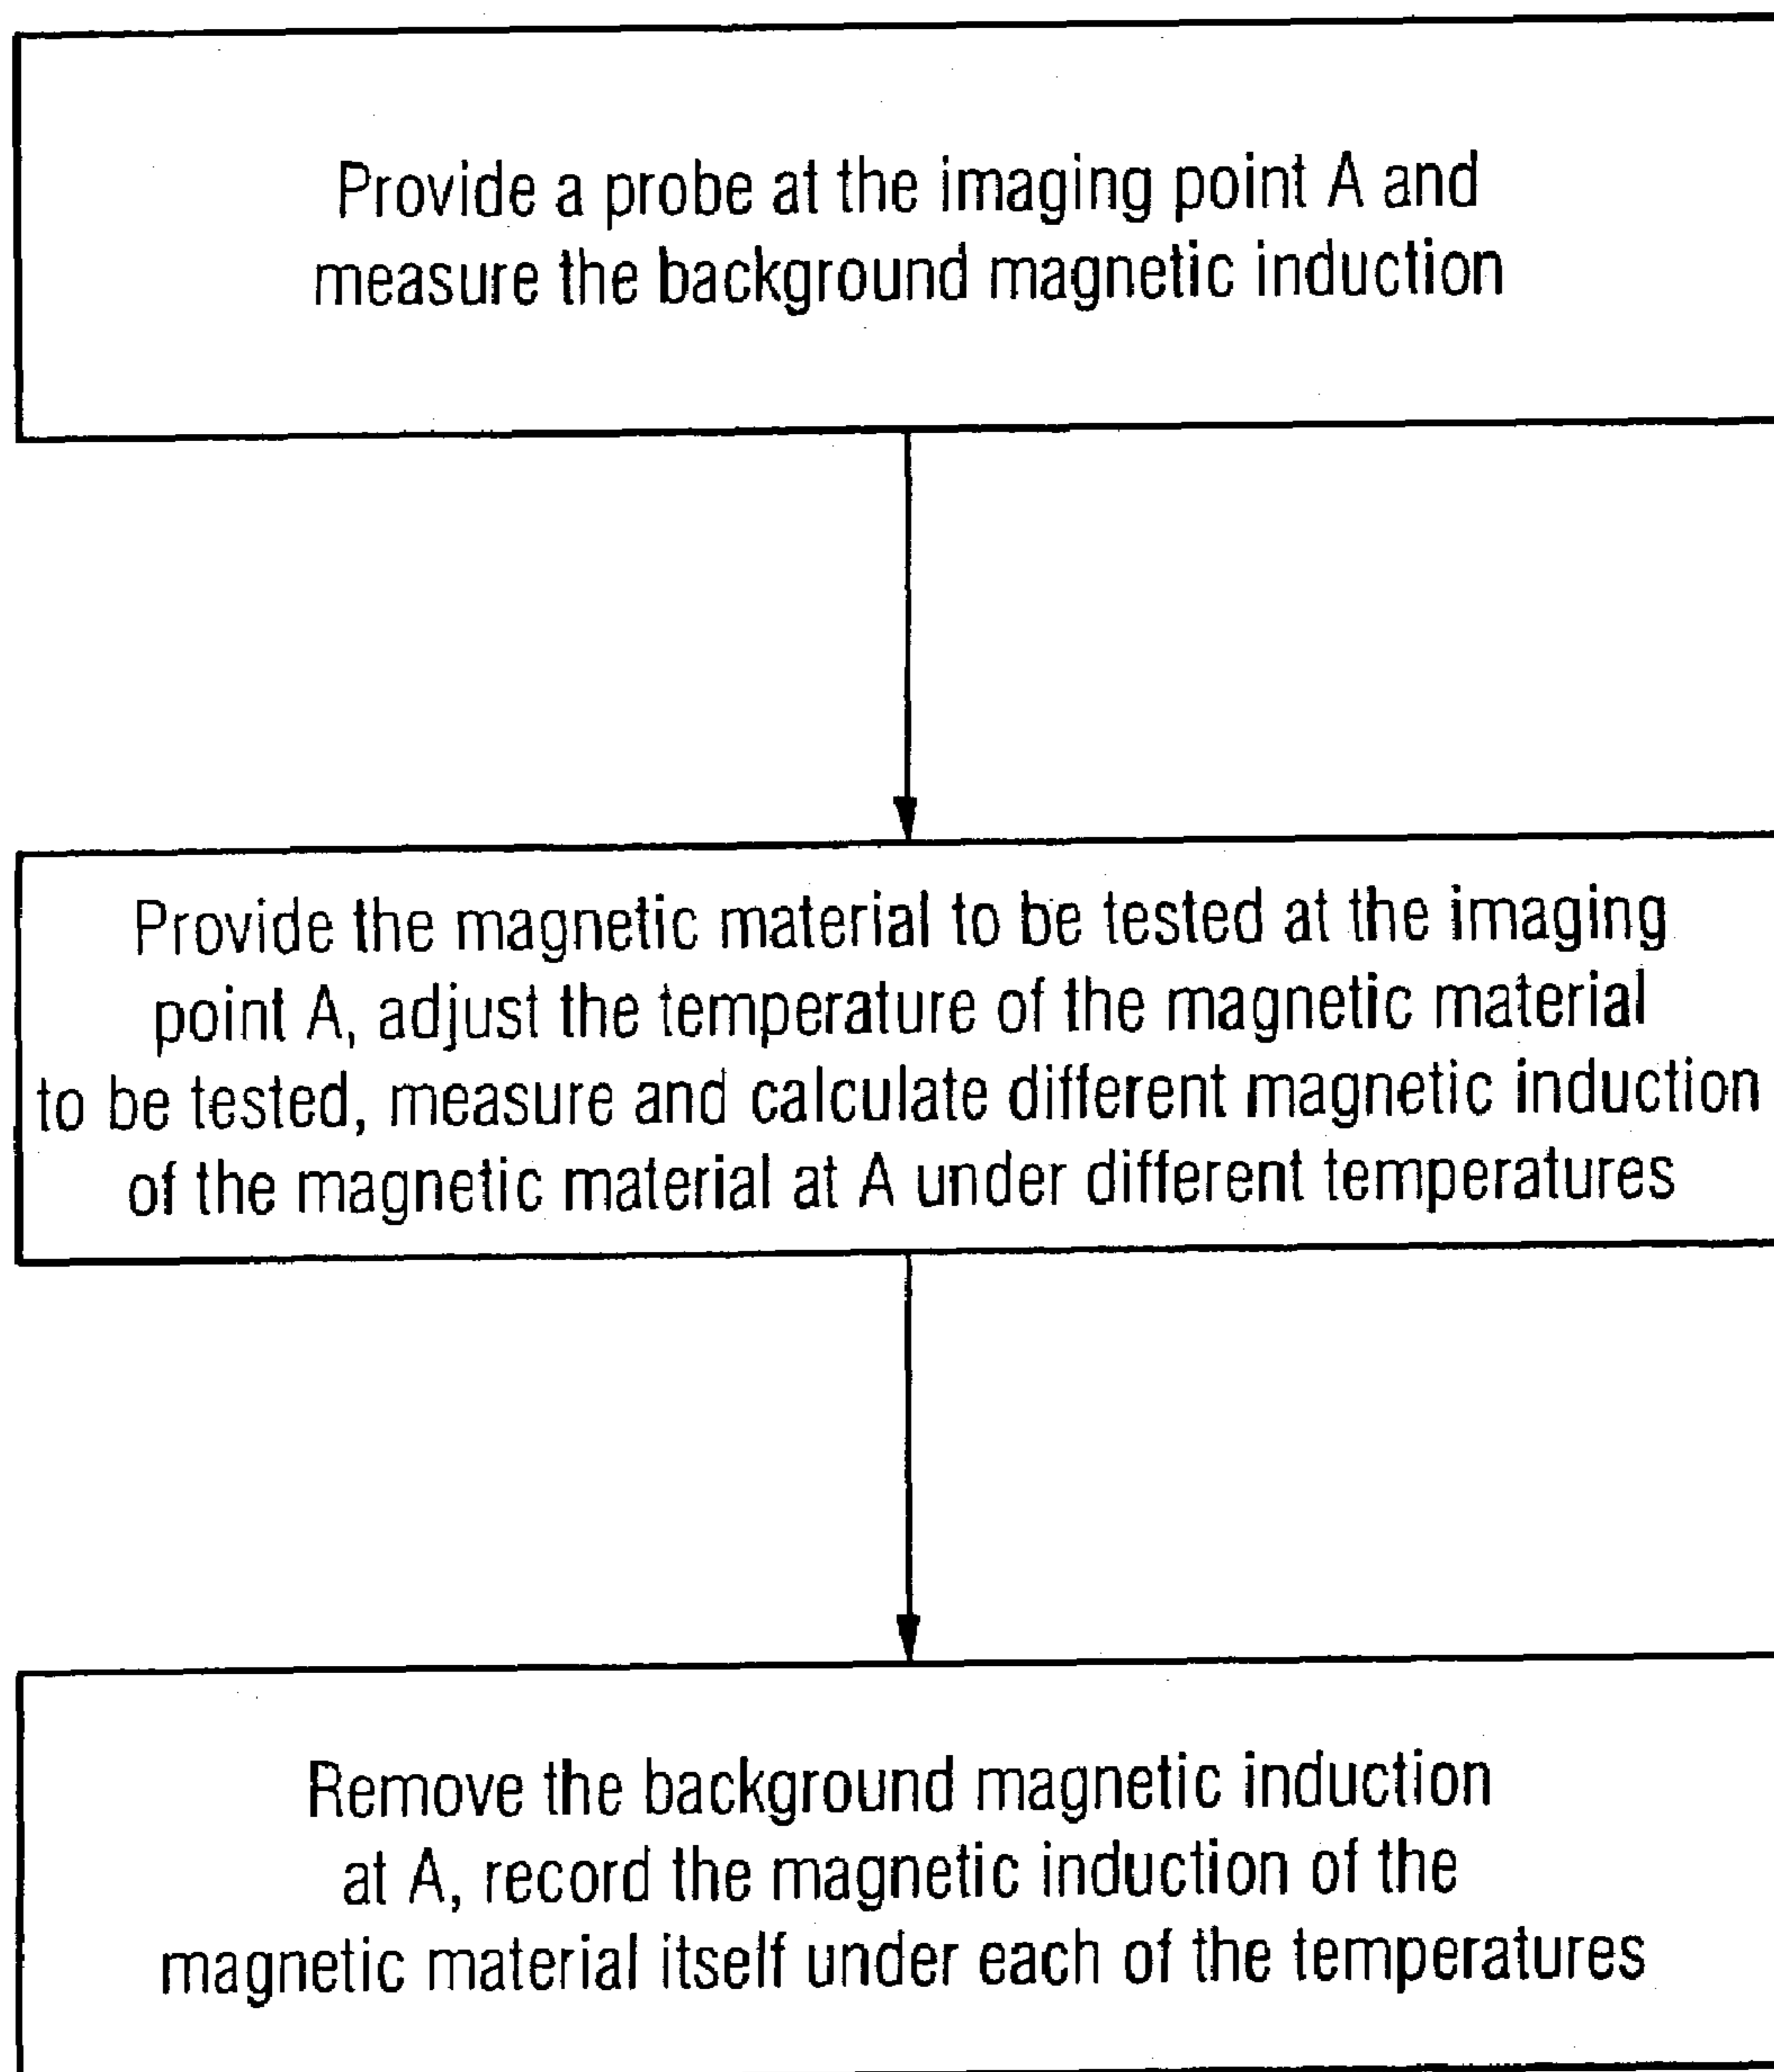 Provide a probe at the imaging point A and
measure the background magnetic induction
Provide the magnetic material to be tested at the imaging
point A, adjust the temperature of the magnetic material
to be tested, measure and calculate different magnetic induction
of the magnetic material at A under different temperatures
Remove the background magnetic induction
at A, record the magnetic induction of the
magnetic material itself under each of the temperatures